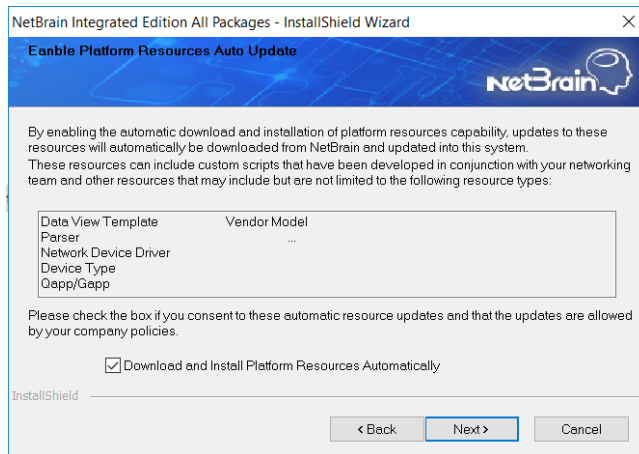 NetBrain Integrated Edition All Packages - InstallShield Wizard
Eanble Platform Resources Auto Update
NetBrain
By enabling the automatic download and installation of platform resources capability, updates to these
resources will automatically be downloaded from NetBrain and updated into this system.
These resources can include custom scripts that have been developed in conjunction with your networking
team and other resources that may include but are not limited to the following resource types:
Data View Template Vendor Model
Parser ...
Network Device Driver
Device Type
Qapp/Gapp
Please check the box if you consent to these automatic resource updates and that the updates are allowed
by your company policies.
Download and Install Platform Resources Automatically
InstallShield
< Back Next > Cancel